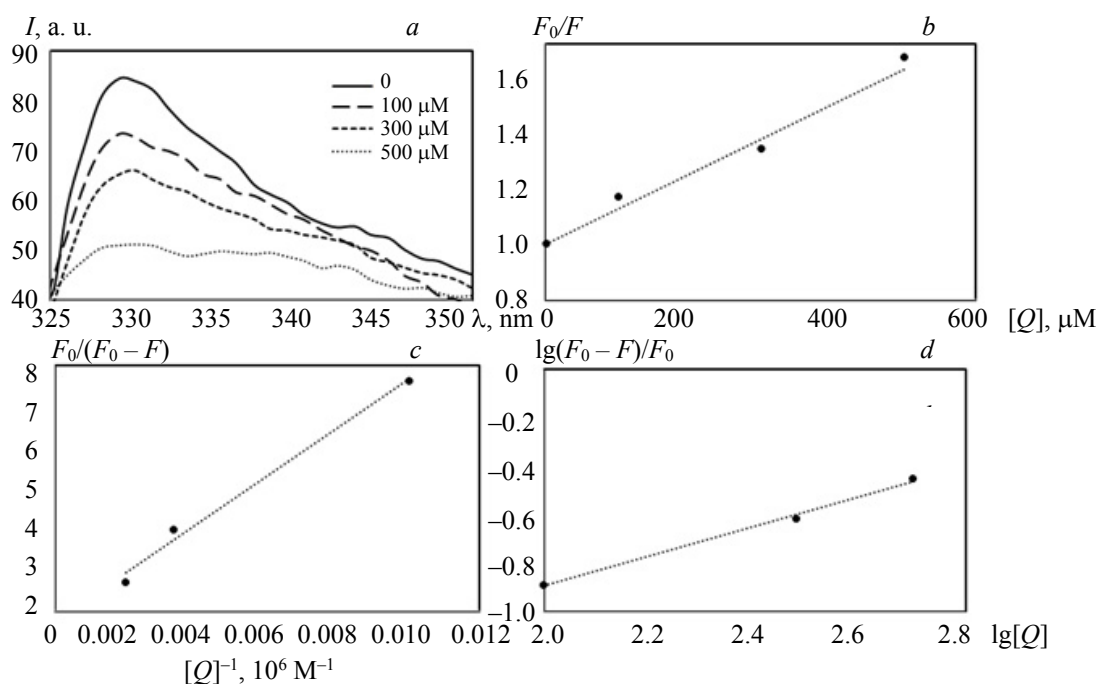 I, a. u.
a
90
80
70
60
50
40
0
100 μM
300 μM
500 μM
325 330 335 340 345 350 λ, nm
F0/F
b
1.6
1.4
1.2
1.0
0.8
0 200 400 600 [Q], μM
F0/(F0 – F)
c
8
7
6
5
4
3
2
0 0.002 0.004 0.006 0.008 0.010 0.012
[Q]–1, 10^6 M–1
lg(F0 – F)/F0
d
0
–0.2
–0.4
–0.6
–0.8
–1.0
2.0 2.2 2.4 2.6 2.8 lg[Q]